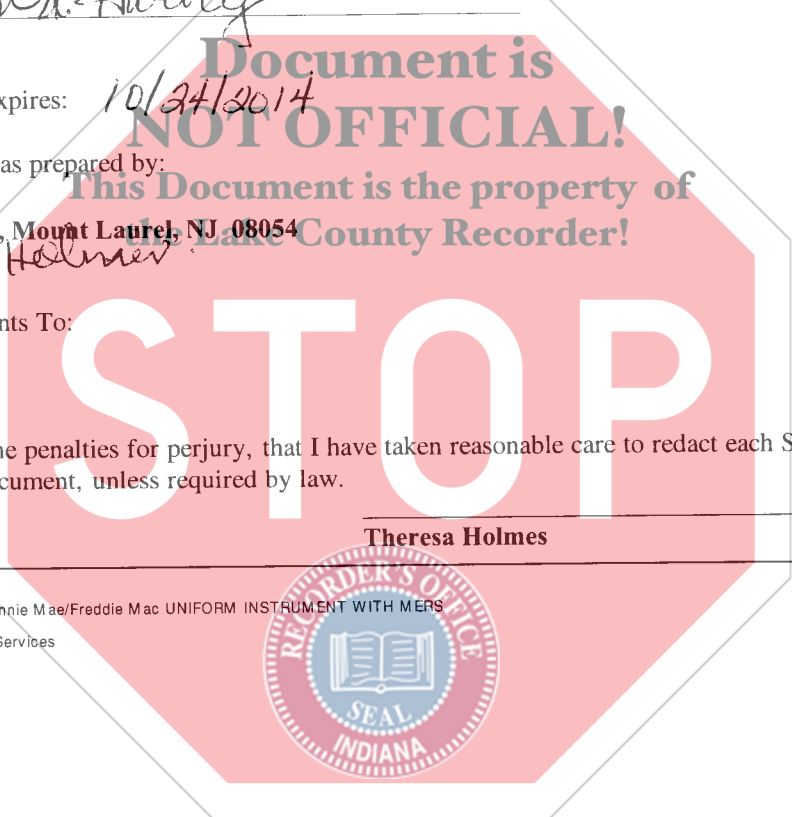 Document is
xpires: 10/24/2014
NOT OFFICIAL!
as prepared by:
This Document is the property of
, Mount Laurel, NJ 08054
the Lake County Recorder!
Holmes
nts To:
STOP
he penalties for perjury, that I have taken reasonable care to redact each S
cument, unless required by law.
Theresa Holmes
RECORDER'S OFFICE
nnie Mae/Freddie Mac UNIFORM INSTRUMENT WITH MERS
Services
SEAL
INDIANA